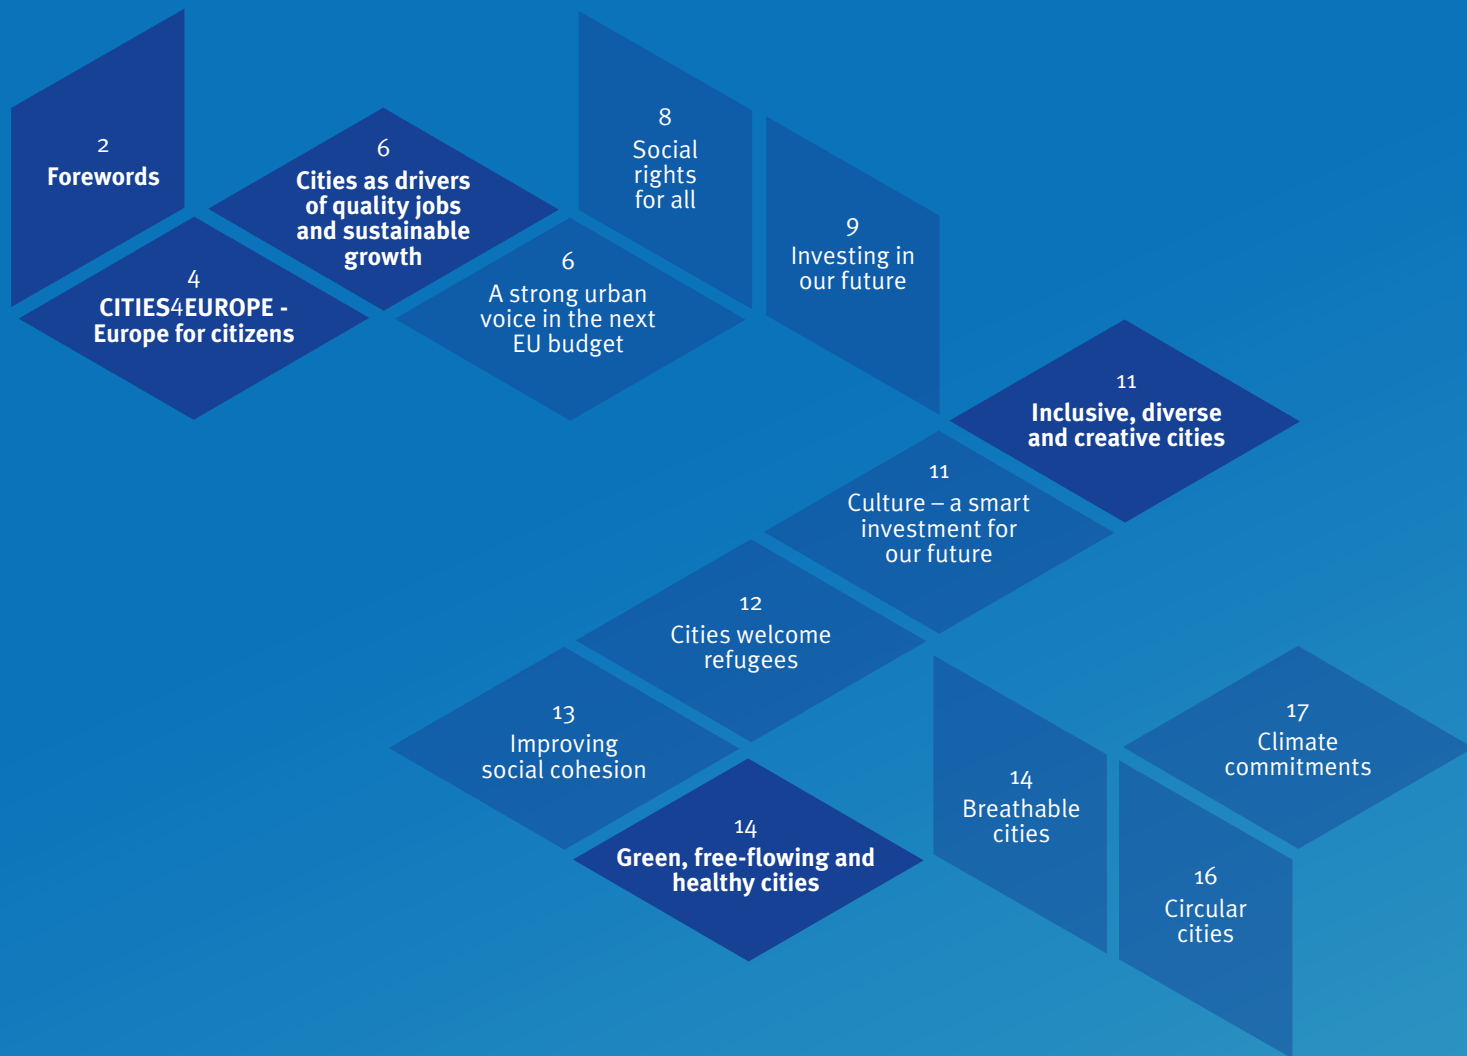 2
Forewords
4
CITIES4EUROPE -
Europe for citizens
6
Cities as drivers
of quality jobs
and sustainable
growth
6
A strong urban
voice in the next
EU budget
8
Social
rights
for all
9
Investing in
our future
11
Inclusive, diverse
and creative cities
11
Culture – a smart
investment for
our future
12
Cities welcome
refugees
13
Improving
social cohesion
14
Green, free-flowing and
healthy cities
14
Breathable
cities
16
Circular
cities
17
Climate
commitments